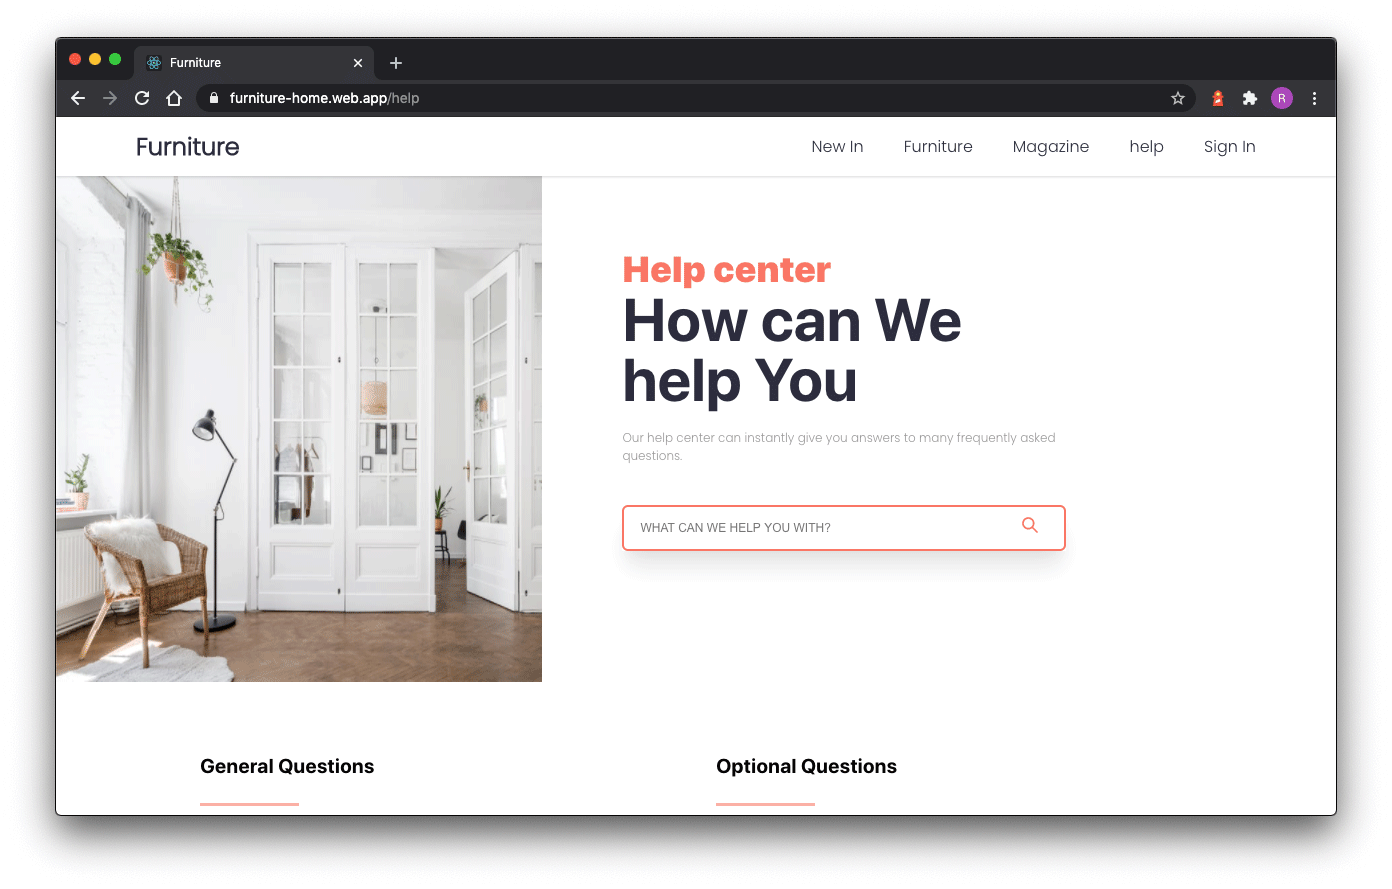 Furniture
furniture-home.web.app/help
R
Furniture
New In
Furniture
Magazine
help
Sign In
Help center
How can We
help You
Our help center can instantly give you answers to many frequently asked
questions.
WHAT CAN WE HELP YOU WITH?
General Questions
Optional Questions